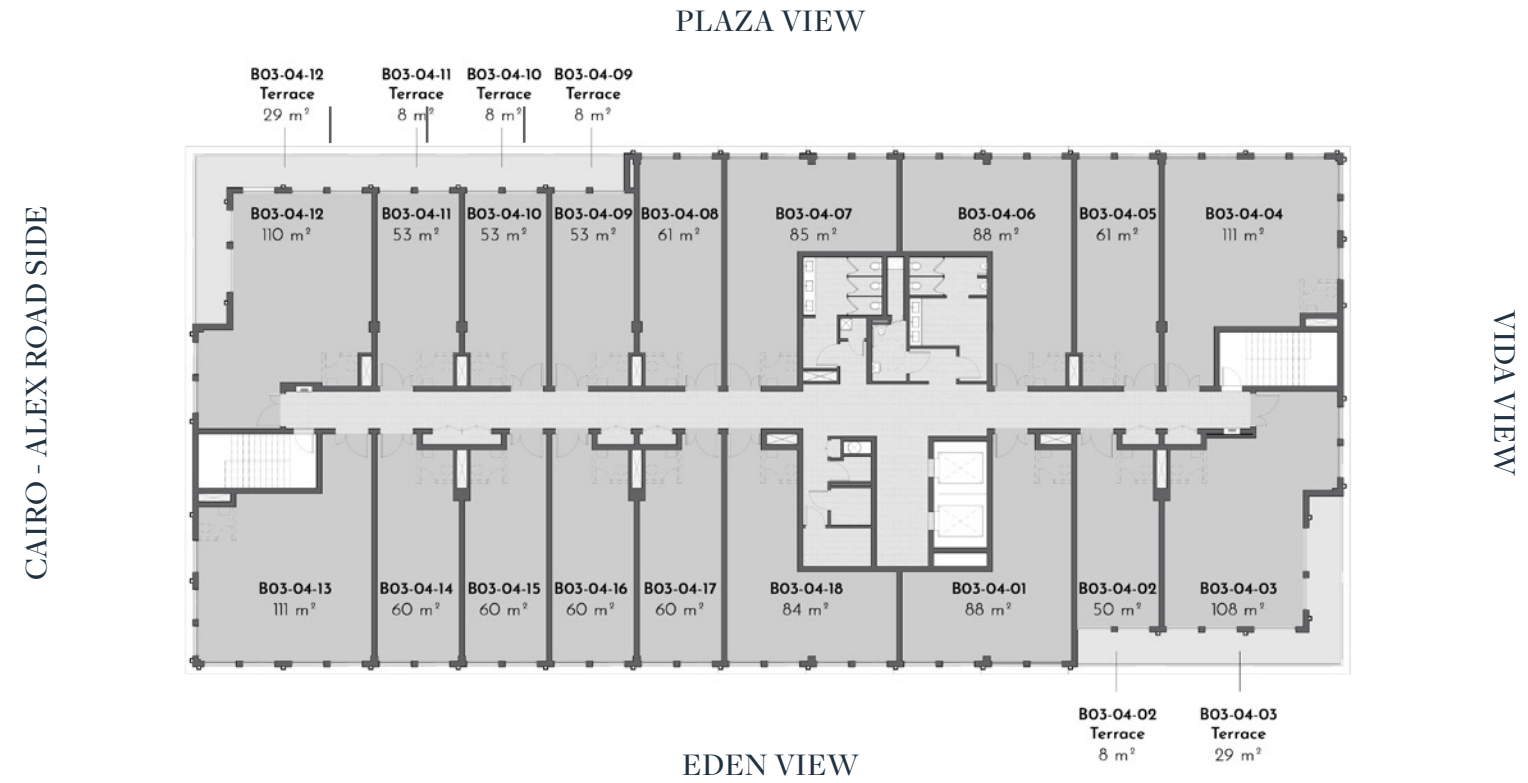 PLAZA VIEW
B03-04-12
Terrace
29 m²
B03-04-11
Terrace
8 m²
B03-04-10
Terrace
8 m²
B03-04-09
Terrace
8 m²
CAIRO - ALEX ROAD SIDE
VIDA VIEW
B03-04-12
110 m²
B03-04-11
53 m²
B03-04-10
53 m²
B03-04-09
53 m²
B03-04-08
61 m²
B03-04-07
85 m²
B03-04-06
88 m²
B03-04-05
61 m²
B03-04-04
111 m²
B03-04-13
111 m²
B03-04-14
60 m²
B03-04-15
60 m²
B03-04-16
60 m²
B03-04-17
60 m²
B03-04-18
84 m²
B03-04-01
88 m²
B03-04-02
50 m²
B03-04-03
108 m²
B03-04-02
Terrace
8 m²
B03-04-03
Terrace
29 m²
EDEN VIEW